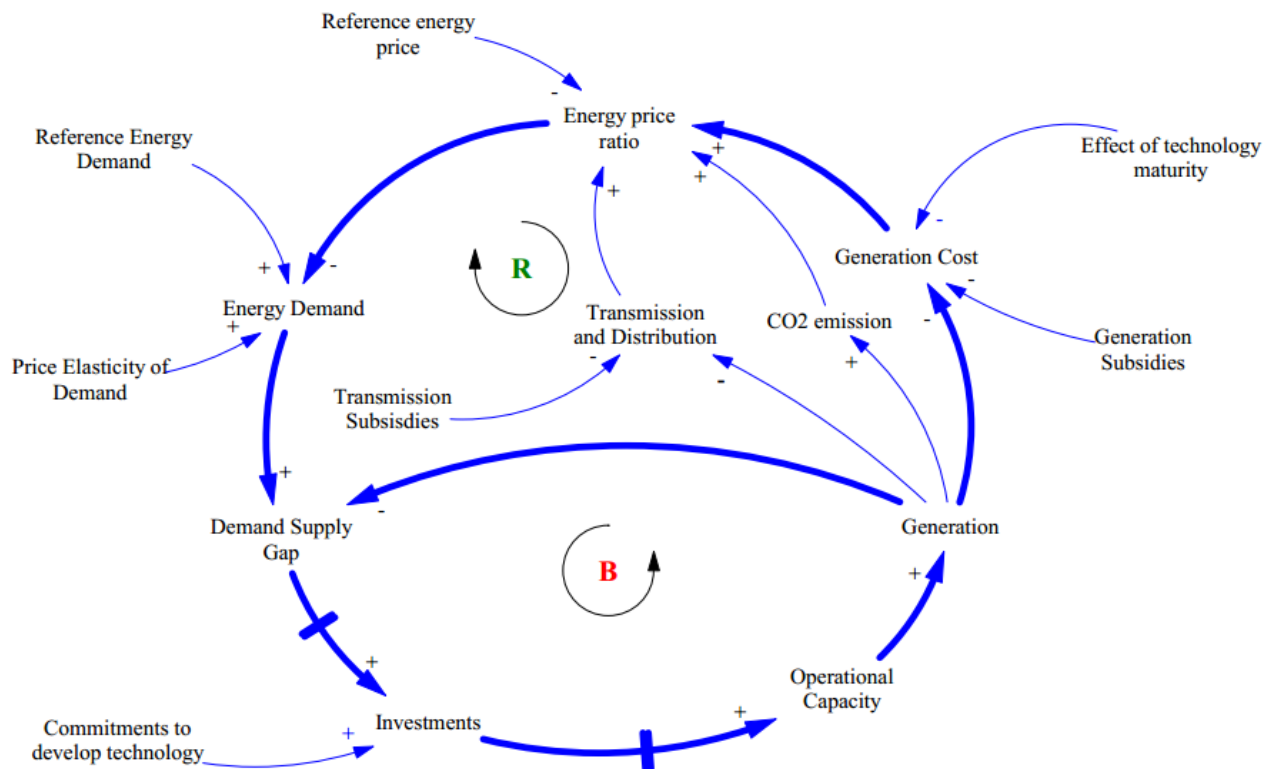 Reference energy
price
-
Energy price
ratio
Reference Energy
Demand
Effect of technology
maturity
+
+
+
-
R
+
-
Generation Cost
-
Energy Demand
+
Transmission
and Distribution
-
CO2 emission
+
-
Generation
Subsidies
Price Elasticity of
Demand
Transmission
Subsisdies
-
+
-
Demand Supply
Gap
Generation
B
+
+
Operational
Capacity
+
Investments
+
Commitments to
develop technology